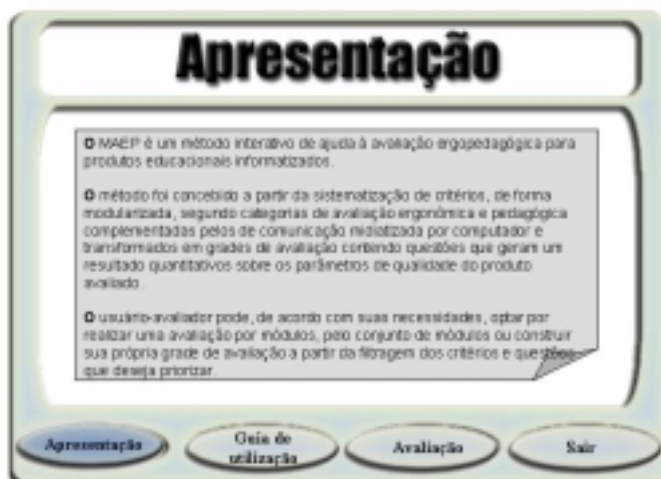 Apresentação
O MAEP é um método interativo de ajuda à avaliação ergopedagógica para
produtos educacionais informatizados.
O método foi concebido a partir da sistematização de critérios, de forma
modularizada, segundo categorias de avaliação ergonômica e pedagógica
complementadas pelos de comunicação midiatizada por computador e
transformados em grades de avaliação contendo questões que geram um
resultado quantitativos sobre os parâmetros de qualidade do produto
avaliado.
O usuário-avaliador pode, de acordo com suas necessidades, optar por
realizar uma avaliação por módulos, pelo conjunto de módulos ou construir
sua própria grade de avaliação a partir da filtragem dos critérios e questões
que deseja priorizar.
Apresentação
Guia de
utilização
Avaliação
Sair